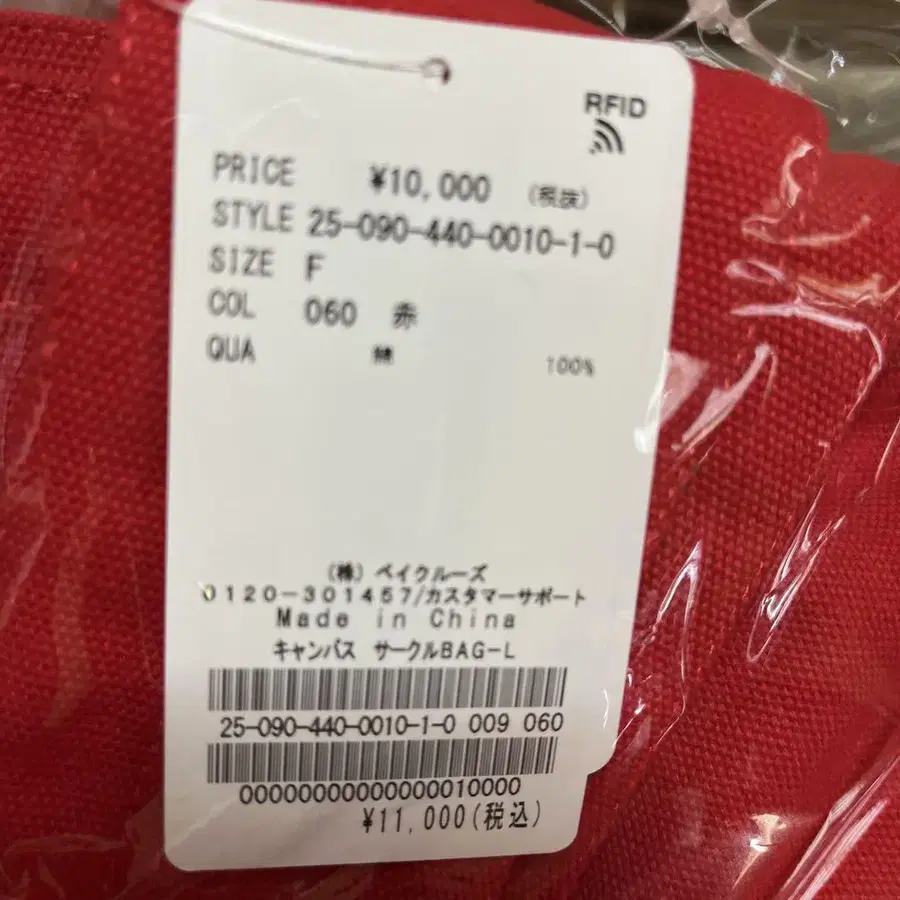 RFID
PRICE ¥10,000 (税抜)
STYLE 25-090-440-0010-1-0
SIZE F
COL 060 赤
QUA 綿 100%
(株) ベイクルーズ
0120-301457/カスタマーサポート
Made in China
キャンバス サークルBAG-L
25-090-440-0010-1-0 009 060
00000000000000010000
¥11,000(税込)